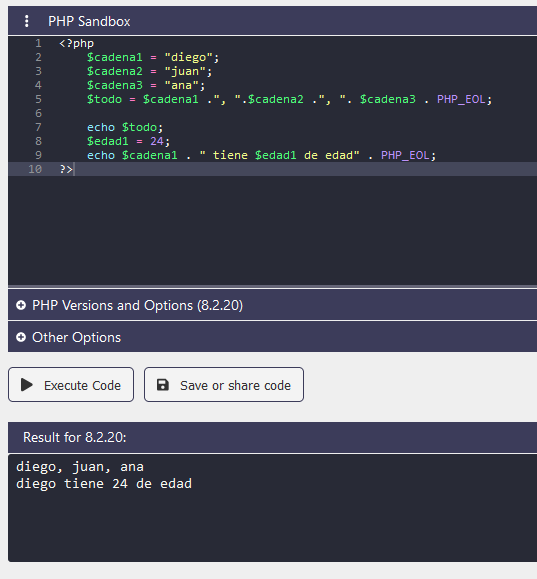 PHP Sandbox
1 <?php
2 $cadena1 = "diego";
3 $cadena2 = "juan";
4 $cadena3 = "ana";
5 $todo = $cadena1 .", ".$cadena2 .", ". $cadena3 . PHP_EOL;
6
7 echo $todo;
8 $edad1 = 24;
9 echo $cadena1 . " tiene $edad1 de edad" . PHP_EOL;
10 ?>
PHP Versions and Options (8.2.20)
Other Options
Execute Code Save or share code
Result for 8.2.20:
diego, juan, ana
diego tiene 24 de edad